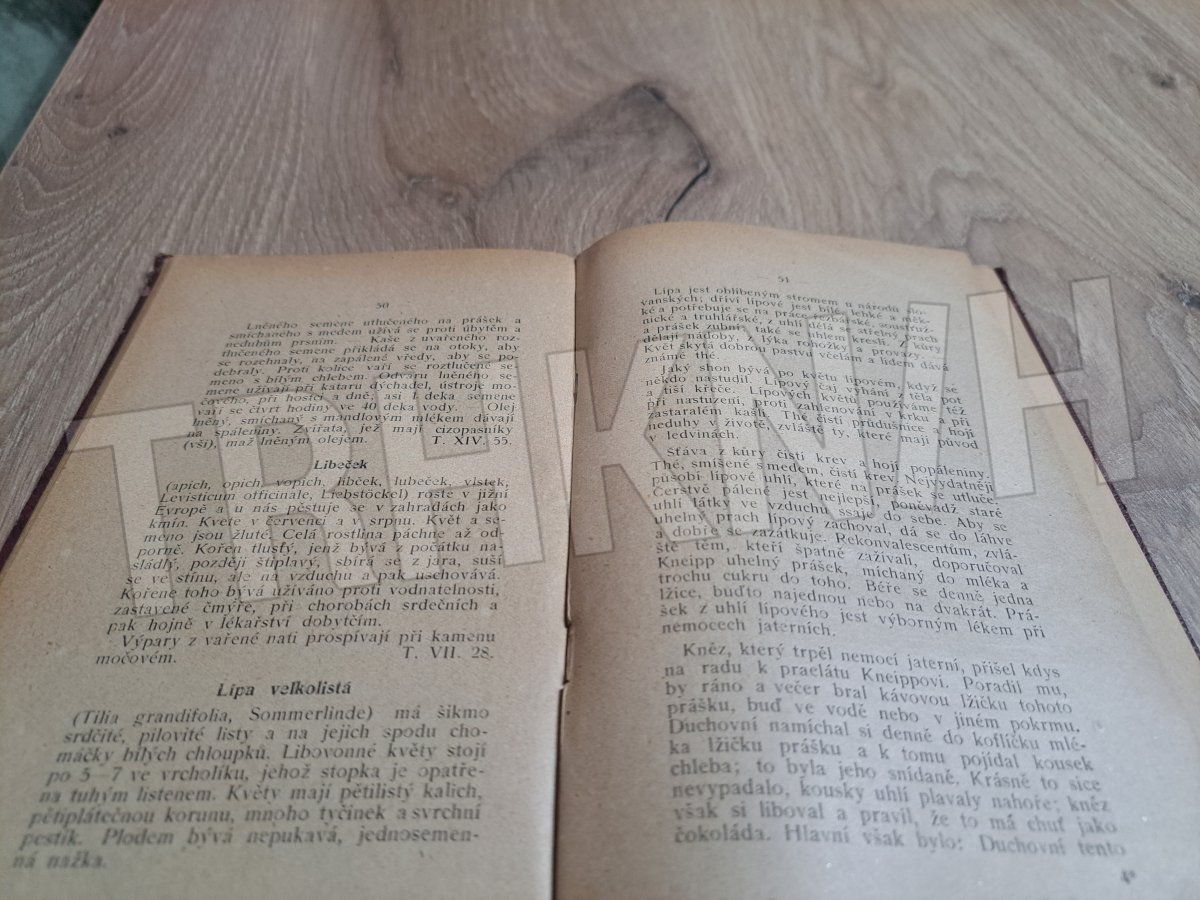 50
Lněného semene utlučeného na prášek a
smíchaného s medem užívá se proti úbytěm a
neduhům prsním. — Kaše z uvařeného roz-
tlučeného semene přikládá se na otoky, aby
se rozehnaly, na zapálené vředy, aby se po-
debraly. Proti kolice vaří se roztlučené se-
meno s bílým chlebem. Odvaru lněného se-
mene užívají při kataru dýchadel, ústroje mo-
čového, při hostci a dně, asi 1 deka semene
vaří se čtvrt hodiny ve 40 deka vody. Olej
lněný, smíchaný s mandlovým mlékem dávají
na spáleniny. Zvířata, jež mají cizopasníky
(vši), maž lněným olejem. T. XIV. 55.
Libeček
(apich, opich, vopich, libček, lubeček, vlstek,
Levisticum officinale, Liebstöckel) roste v jižní
Evropě a u nás pěstuje se v zahradách jako
kmín. Kvete v červenci a v srpnu. Květ a se-
meno jsou žluté. Celá rostlina páchne až od-
porně. Kořen tlustý, jenž bývá z počátku na-
sládlý, později štiplavý, sbírá se z jara, suší
se ve stínu, ale na vzduchu a pak uschovává.
Kořene toho bývá užíváno proti vodnatelnosti,
zastavené čmýře, při chorobách srdečních a
pak hojně v lékařství dobytčím.
Výpary z vařené nati prospívají při kamenu
močovém. T. VII. 28.
Lípa velkolistá
(Tilia grandifolia, Sommerlinde) má šikmo
srdčité, pilovité listy a na jejich spodu cho-
máčky bílých chloupků. Libovonné květy stojí
po 3–7 ve vrcholíku, jehož stopka je opatře-
na tuhým listenem. Květy mají pětilistý kalich,
pětiplátečnou korunu, mnoho tyčinek a svrchní
pestík. Plodem bývá nepukavá, jednosemen-
ná nažka.
51
Lípa jest oblíbeným stromem u národů slo-
vanských; dříví lípové jest bílé, lehké a měk-
ké a potřebuje se na práce řezbářské, soustruž-
nické a truhlářské, z uhlí dělá se střelný prach
a prášek zubní; také se uhlem kreslí. Z kůry
dělají nádoby, z lýka rohožky a provazy.
Květ skýtá dobrou pastvu včelám a lidem dává
známé thé.
Jaký shon bývá po květu lípovém, když se
někdo nastudil. Lípový čaj vyhání z těla pot
a tiší křeče. Lípových květů používáme též
při nastuzení, proti zahlenování v krku a při
zastaralém kašli. Thé čistí průdušnice a hojí
neduhy v životě, zvláště ty, které mají původ
v ledvinách.
Šťáva z kůry čistí krev a hojí popáleniny.
Thé, smíšené s medem, čistí krev. Nejvydatněji
působí lípové uhlí, které na prášek se utluče.
Čerstvě pálené jest nejlepší, poněvadž staré
uhlí látky ve vzduchu ssaje do sebe. Aby se
uhelný prach lípový zachoval, dá se do láhve
a dobře se zazátkuje. Rekonvalescentům, zvlá-
ště těm, kteří špatně zažívali, doporučoval
Kneipp uhelný prášek, míchaný do mléka a
trochu cukru do toho. Béře se denně jedna
lžíce, buďto najednou nebo na dvakrát. Prá-
šek z uhlí lípového jest výborným lékem při
nemocech jaterních.
Kněz, který trpěl nemocí jaterní, přišel kdys
na radu k praelátu Kneippovi. Poradil mu,
by ráno a večer bral kávovou lžičku tohoto
prášku, buď ve vodě nebo v jiném pokrmu.
Duchovní namíchal si denně do koflíčku mlé-
ka lžičku prášku a k tomu pojídal kousek
chleba; to byla jeho snídaně. Krásně to sice
nevypadalo, kousky uhlí plavaly nahoře; kněz
však si liboval a pravil, že to má chuť jako
čokoláda. Hlavní však bylo: Duchovní tento
4*
TRHKNIH